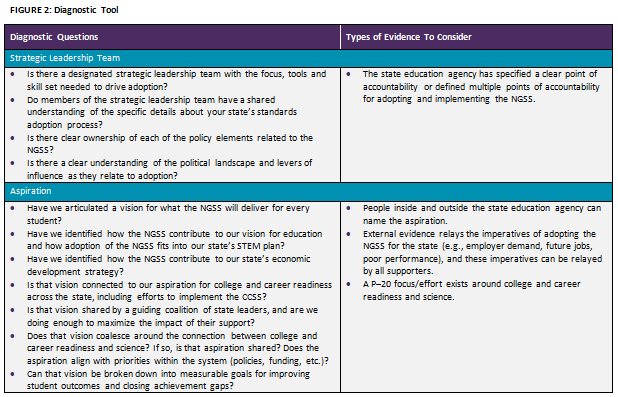 FIGURE 2: Diagnostic Tool
Diagnostic Questions
Types of Evidence To Consider
Strategic Leadership Team
• Is there a designated strategic leadership team with the focus, tools and
skill set needed to drive adoption?
• Do members of the strategic leadership team have a shared
understanding of the specific details about your state's standards
adoption process?
• Is there clear ownership of each of the policy elements related to the
NGSS?
• Is there a clear understanding of the political landscape and levers of
influence as they relate to adoption?
• The state education agency has specified a clear point of
accountability or defined multiple points of accountability
for adopting and implementing the NGSS.
Aspiration
• Have we articulated a vision for what the NGSS will deliver for every
student?
• Have we identified how the NGSS contribute to our vision for education
and how adoption of the NGSS fits into our state's STEM plan?
• Have we identified how the NGSS contribute to our state's economic
development strategy?
• Is that vision connected to our aspiration for college and career readiness
across the state, including efforts to implement the CCSS?
• Is that vision shared by a guiding coalition of state leaders, and are we
doing enough to maximize the impact of their support?
• Does that vision coalesce around the connection between college and
career readiness and science? If so, is that aspiration shared? Does the
aspiration align with priorities within the system (policies, funding, etc.)?
• Can that vision be broken down into measurable goals for improving
student outcomes and closing achievement gaps?
• People inside and outside the state education agency can
name the aspiration.
• External evidence relays the imperatives of adopting the
NGSS for the state (e.g., employer demand, future jobs,
poor performance), and these imperatives can be relayed
by all supporters.
• A P–20 focus/effort exists around college and career
readiness and science.